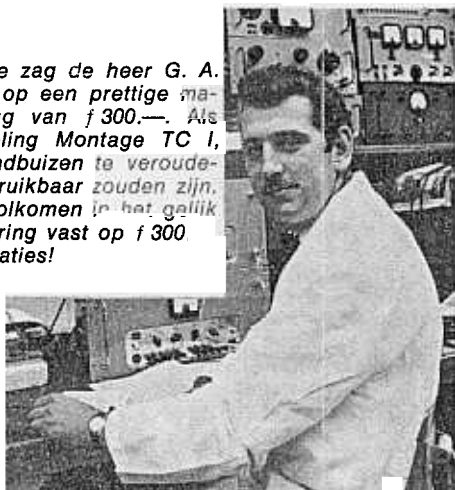 e zag de heer G. A.
op een prettige ma-
g van ƒ 300.—. Als
ling Montage TC I,
ndbuizen te veroude-
ruikbaar zouden zijn.
olkomen in het gelijk
ring vast op ƒ 300
aties!